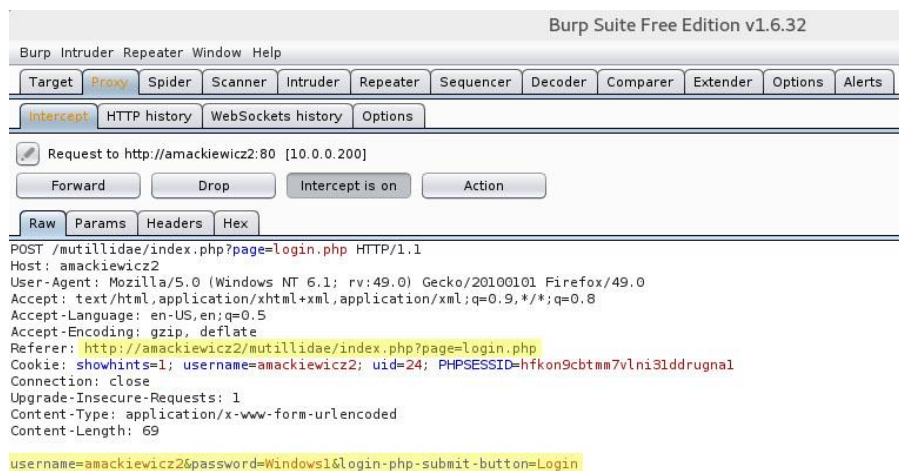 Burp Suite Free Edition v1.6.32
Burp Intruder Repeater Window Help
Target Proxy Spider Scanner Intruder Repeater Sequencer Decoder Comparer Extender Options Alerts
Intercept HTTP history WebSockets history Options
Request to http://amackiewicz2:80 [10.0.0.200]
Forward Drop Intercept is on Action
Raw Params Headers Hex
POST /mutillidae/index.php?page=login.php HTTP/1.1
Host: amackiewicz2
User-Agent: Mozilla/5.0 (Windows NT 6.1; rv:49.0) Gecko/20100101 Firefox/49.0
Accept: text/html,application/xhtml+xml,application/xml;q=0.9,*/*;q=0.8
Accept-Language: en-US,en;q=0.5
Accept-Encoding: gzip, deflate
Referer: http://amackiewicz2/mutillidae/index.php?page=login.php
Cookie: showhints=1; username=amackiewicz2; uid=24; PHPSESSID=hfkon9cbtmm7vlni31ddrugna1
Connection: close
Upgrade-Insecure-Requests: 1
Content-Type: application/x-www-form-urlencoded
Content-Length: 69
username=amackiewicz2&password=Windows1&login-php-submit-button=Login